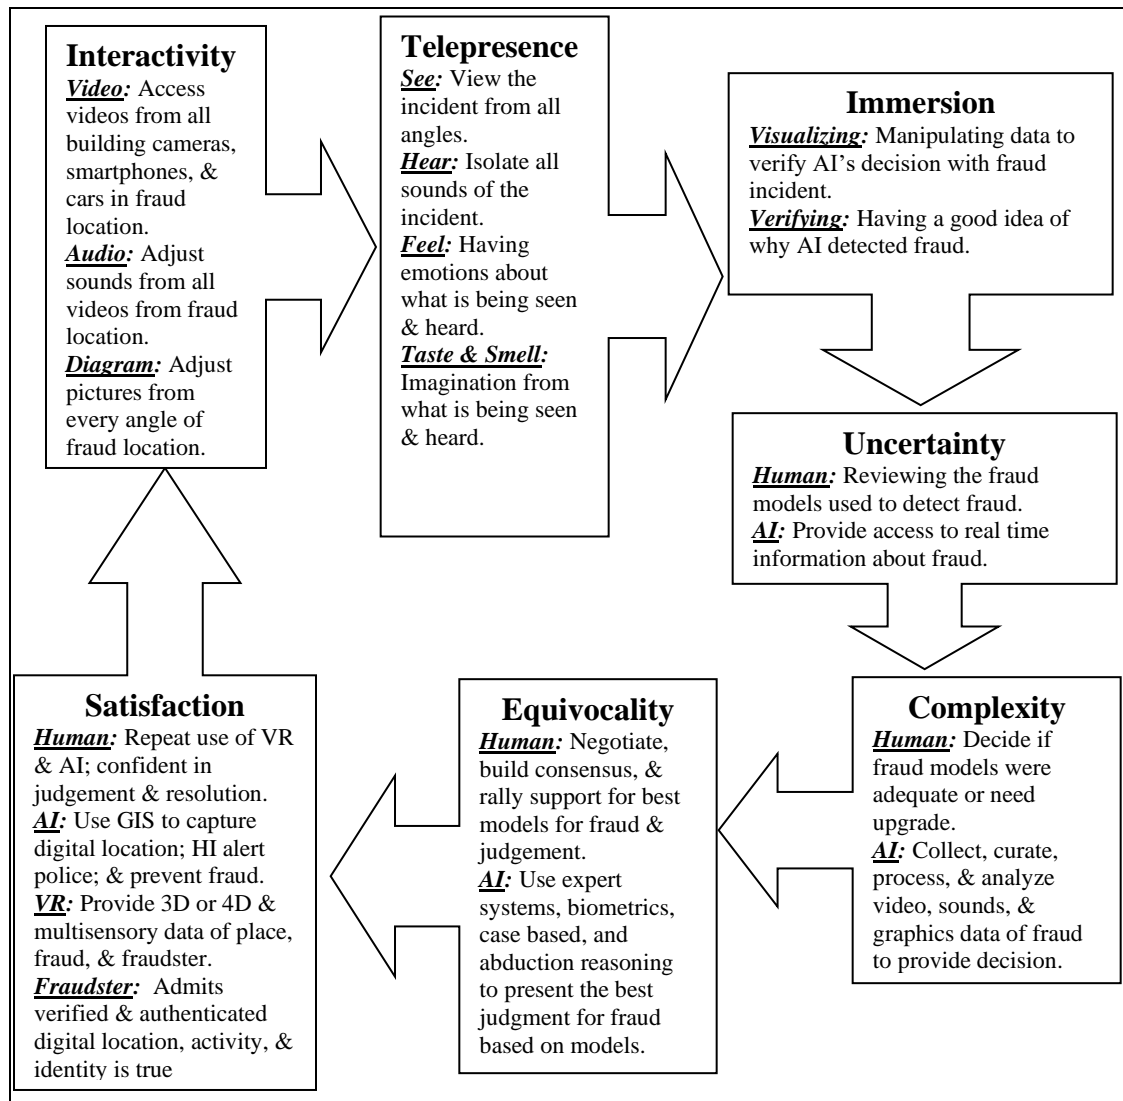 Interactivity
Video: Access
videos from all
building cameras,
smartphones, &
cars in fraud
location.
Audio: Adjust
sounds from all
videos from fraud
location.
Diagram: Adjust
pictures from
every angle of
fraud location.
Telepresence
See: View the
incident from all
angles.
Hear: Isolate all
sounds of the
incident.
Feel: Having
emotions about
what is being seen
& heard.
Taste & Smell:
Imagination from
what is being seen
& heard.
Immersion
Visualizing: Manipulating data to
verify AI’s decision with fraud
incident.
Verifying: Having a good idea of
why AI detected fraud.
Uncertainty
Human: Reviewing the fraud
models used to detect fraud.
AI: Provide access to real time
information about fraud.
Complexity
Human: Decide if
fraud models were
adequate or need
upgrade.
AI: Collect, curate,
process, & analyze
video, sounds, &
graphics data of fraud
to provide decision.
Equivocality
Human: Negotiate,
build consensus, &
rally support for best
models for fraud &
judgement.
AI: Use expert
systems, biometrics,
case based, and
abduction reasoning
to present the best
judgment for fraud
based on models.
Satisfaction
Human: Repeat use of VR
& AI; confident in
judgement & resolution.
AI: Use GIS to capture
digital location; HI alert
police; & prevent fraud.
VR: Provide 3D or 4D &
multisensory data of place,
fraud, & fraudster.
Fraudster: Admits
verified & authenticated
digital location, activity, &
identity is true